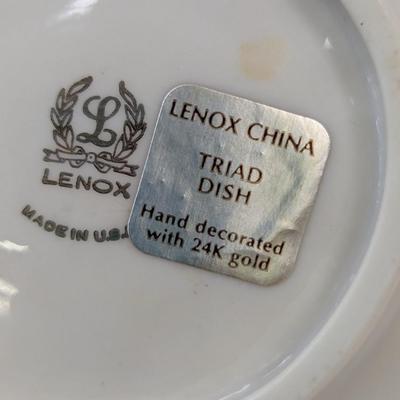 L
LENOX
MADE IN U.S.A
LENOX CHINA
TRIAD
DISH
Hand decorated
with 24K gold